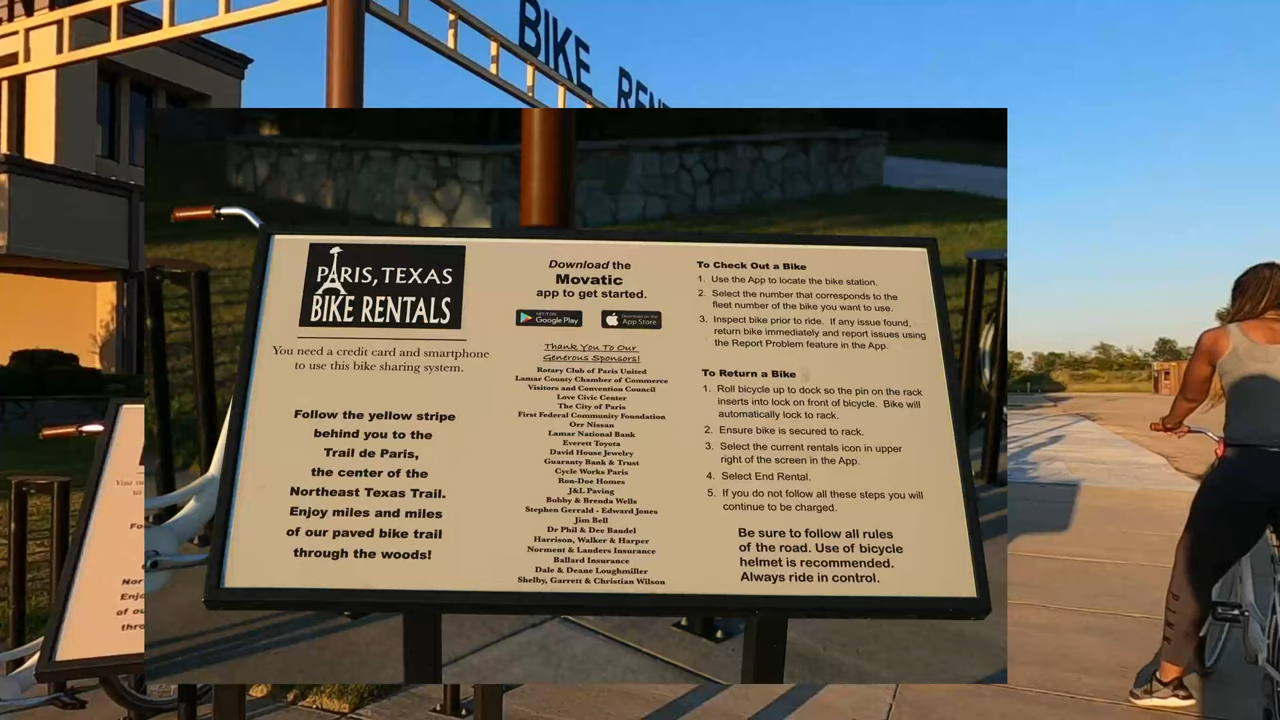 BIKE
PARIS, TEXAS
BIKE RENTALS
You need a credit card and smartphone
to use this bike sharing system.
Follow the yellow stripe
behind you to the
Trail de Paris,
the center of the
Northeast Texas Trail.
Enjoy miles and miles
of our paved bike trail
through the woods!
Download the
Movatic
app to get started.
GET IT ON
Google Play
Download on the
App Store
Thank You To Our
Generous Sponsors!
Rotary Club of Paris United
Lamar County Chamber of Commerce
Visitors and Convention Council
Love Civic Center
The City of Paris
First Federal Community Foundation
Orr Nissan
Lamar National Bank
Everett Toyota
David House Jewelry
Guaranty Bank & Trust
Cycle Works Paris
Ron-Doe Homes
J&L Paving
Bobby & Brenda Wells
Stephen Gerrald - Edward Jones
Jim Bell
Dr Phil & Dee Bandel
Harrison, Walker & Harper
Norment & Landers Insurance
Ballard Insurance
Dale & Deane Loughmiller
Shelby, Garrett & Christian Wilson
To Check Out a Bike
1. Use the App to locate the bike station.
2. Select the number that corresponds to the
fleet number of the bike you want to use.
3. Inspect bike prior to ride. If any issue found,
return bike immediately and report issues using
the Report Problem feature in the App.
To Return a Bike
1. Roll bicycle up to dock so the pin on the rack
inserts into lock on front of bicycle. Bike will
automatically lock to rack.
2. Ensure bike is secured to rack.
3. Select the current rentals icon in upper
right of the screen in the App.
4. Select End Rental.
5. If you do not follow all these steps you will
continue to be charged.
Be sure to follow all rules
of the road. Use of bicycle
helmet is recommended.
Always ride in control.